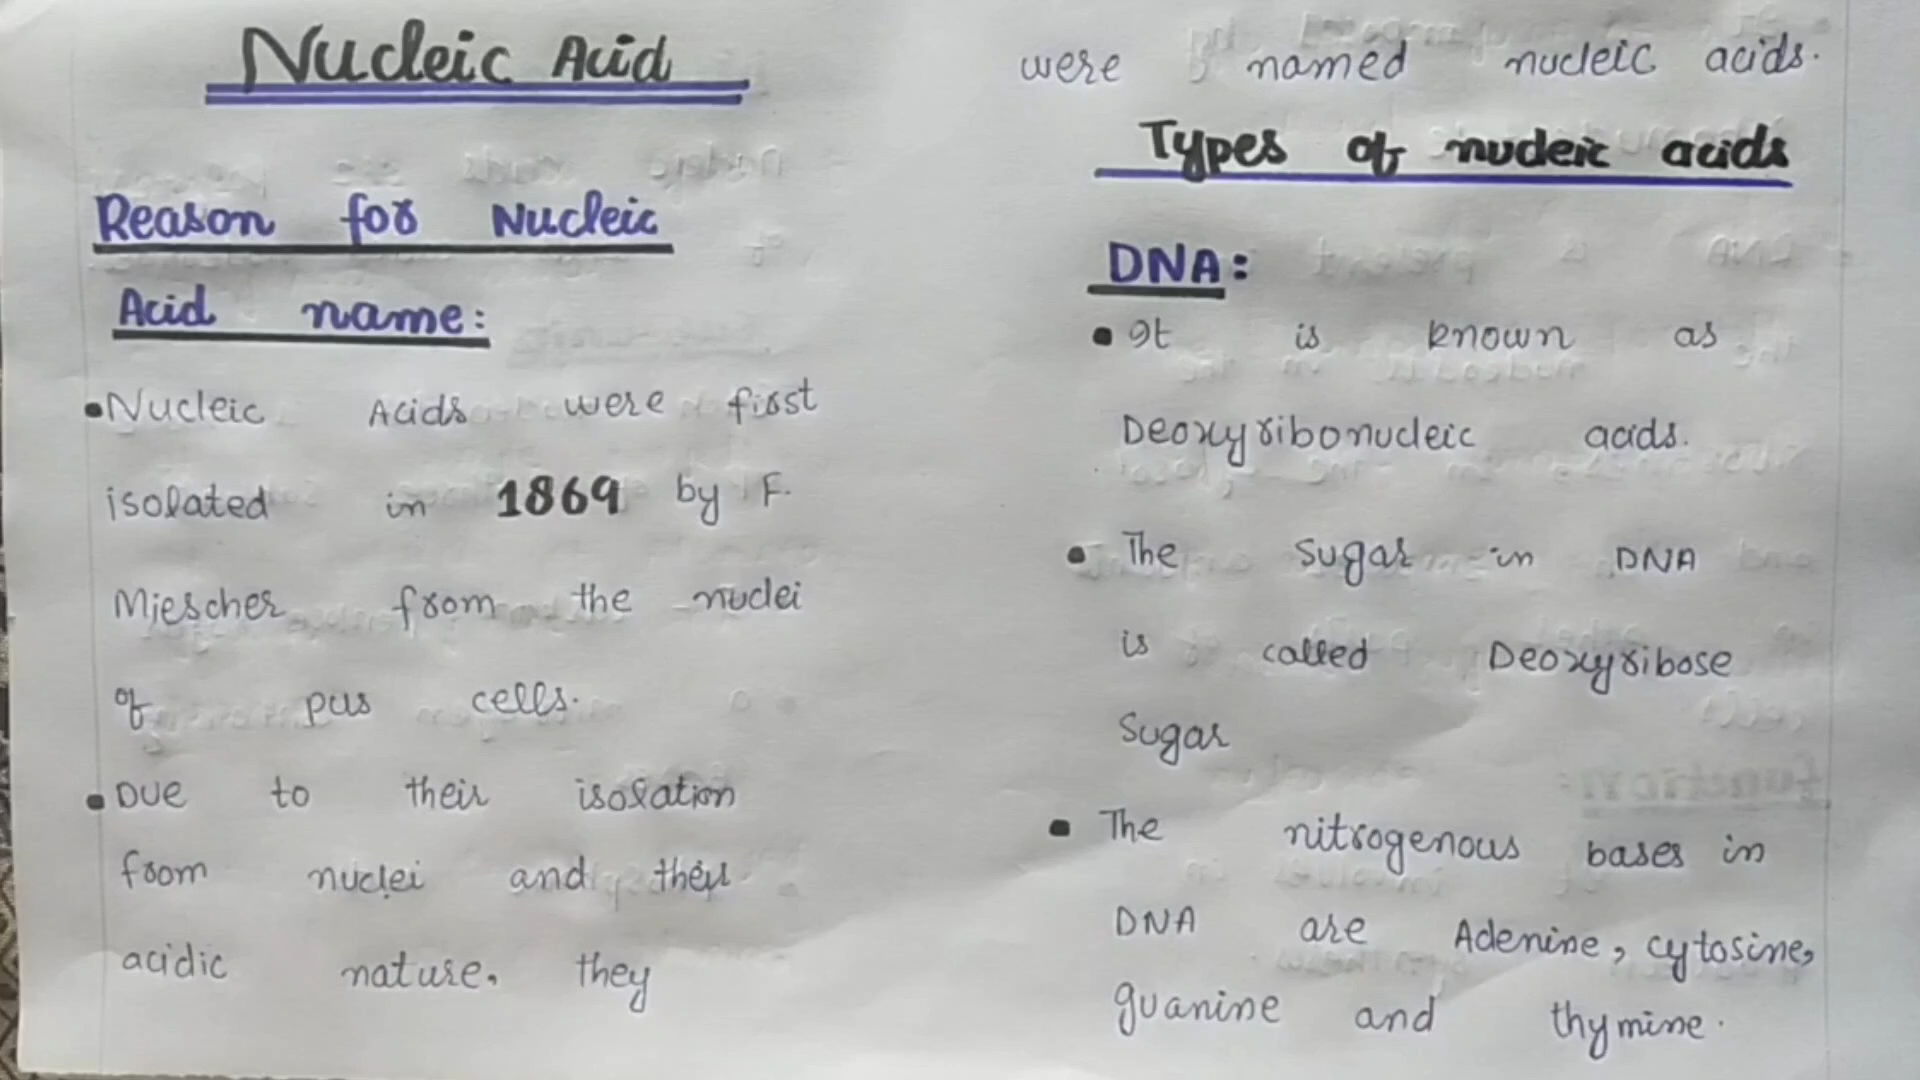 Nucleic Acid
Reason for Nucleic
Acid name:
•Nucleic Acids were first
isolated in 1869 by F.
Miescher from the nuclei
of pus cells.
•Due to their isolation
from nuclei and their
acidic nature, they
were named nucleic acids.
Types of nucleic acids
DNA:
•It is known as
Deoxyribonucleic acids.
•The Sugar in DNA
is called Deoxyribose
Sugar
•The nitrogenous bases in
DNA are Adenine, cytosine,
guanine and thymine.